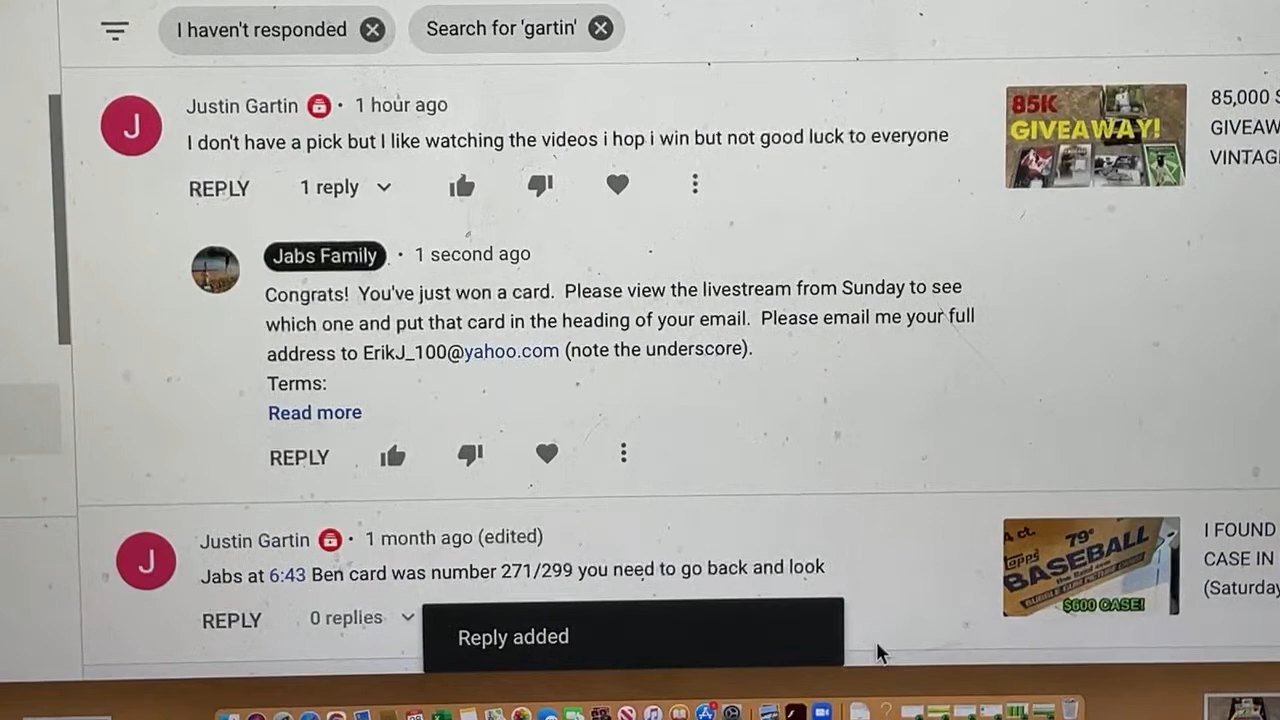 I haven't responded
Search for 'gartin'
Justin Gartin · 1 hour ago
I don't have a pick but I like watching the videos i hop i win but not good luck to everyone
REPLY 1 reply
85K
GIVEAWAY!
85,000 S
GIVEAW
VINTAG
Jabs Family · 1 second ago
Congrats! You've just won a card. Please view the livestream from Sunday to see
which one and put that card in the heading of your email. Please email me your full
address to ErikJ_100@yahoo.com (note the underscore).
Terms:
Read more
REPLY
J
Justin Gartin · 1 month ago (edited)
Jabs at 6:43 Ben card was number 271/299 you need to go back and look
REPLY 0 replies
ct.
79¢
topps
BASEBALL
$600 CASE!
I FOUND
CASE IN
(Saturday
Reply added